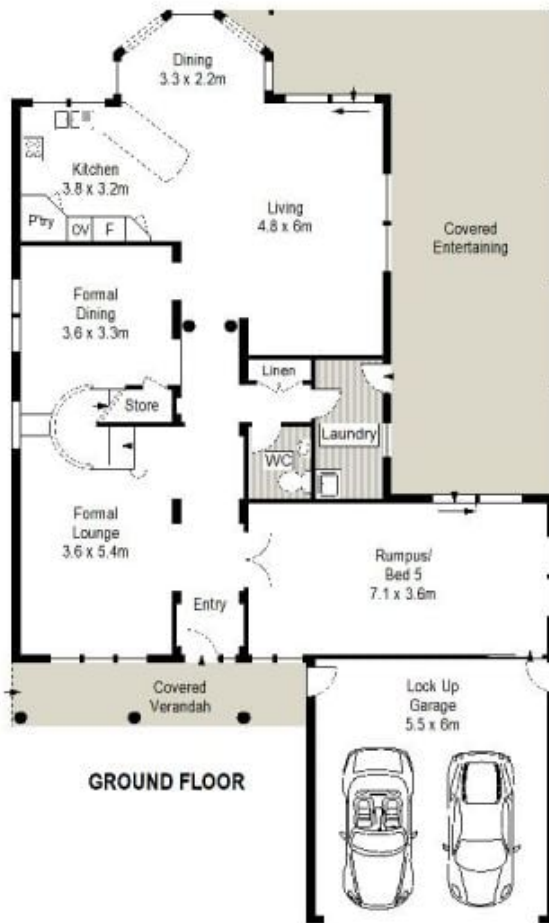 Dining
3.3 x 2.2m
Kitchen
3.8 x 3.2m
P'try
OV
F
Living
4.8 x 6m
Covered
Entertaining
Formal
Dining
3.6 x 3.3m
Store
Linen
Laundry
WC
Formal
Lounge
3.6 x 5.4m
Rumpus/
Bed 5
7.1 x 3.6m
Entry
Covered
Verandah
Lock Up
Garage
5.5 x 6m
GROUND FLOOR